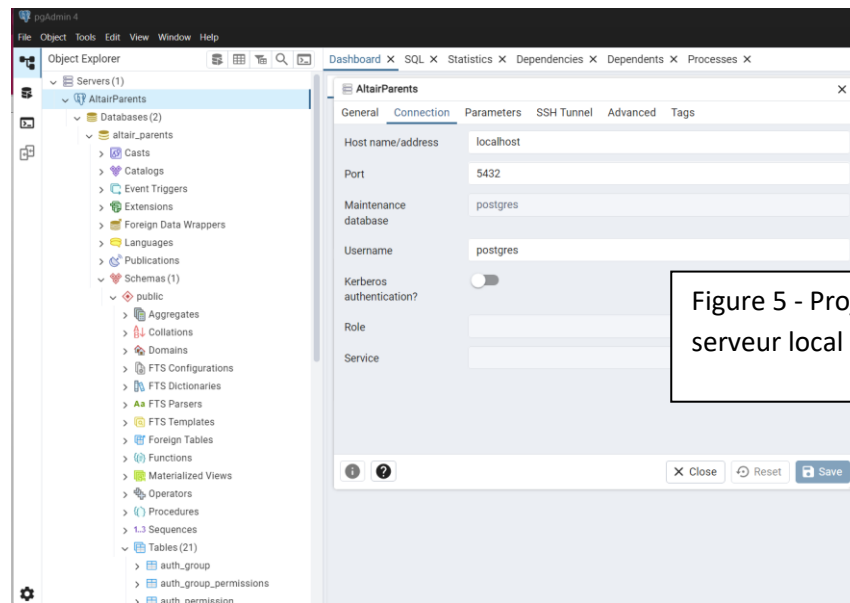 pgAdmin 4
File Object Tools Edit View Window Help
Object Explorer
Dashboard X SQL X Statistics X Dependencies X Dependents X Processes X
Servers (1)
AltairParents
Databases (2)
altair_parents
Casts
Catalogs
Event Triggers
Extensions
Foreign Data Wrappers
Languages
Publications
Schemas (1)
public
Aggregates
Collations
Domains
FTS Configurations
FTS Dictionaries
Aa FTS Parsers
FTS Templates
Foreign Tables
Functions
Materialized Views
Operators
Procedures
1..3 Sequences
Tables (21)
auth_group
auth_group_permissions
auth_permission
AltairParents
General Connection Parameters SSH Tunnel Advanced Tags
Host name/address localhost
Port 5432
Maintenance
database
postgres
Username postgres
Kerberos
authentication?
Role
Service
Close Reset Save
Figure 5 - Pro
serveur local